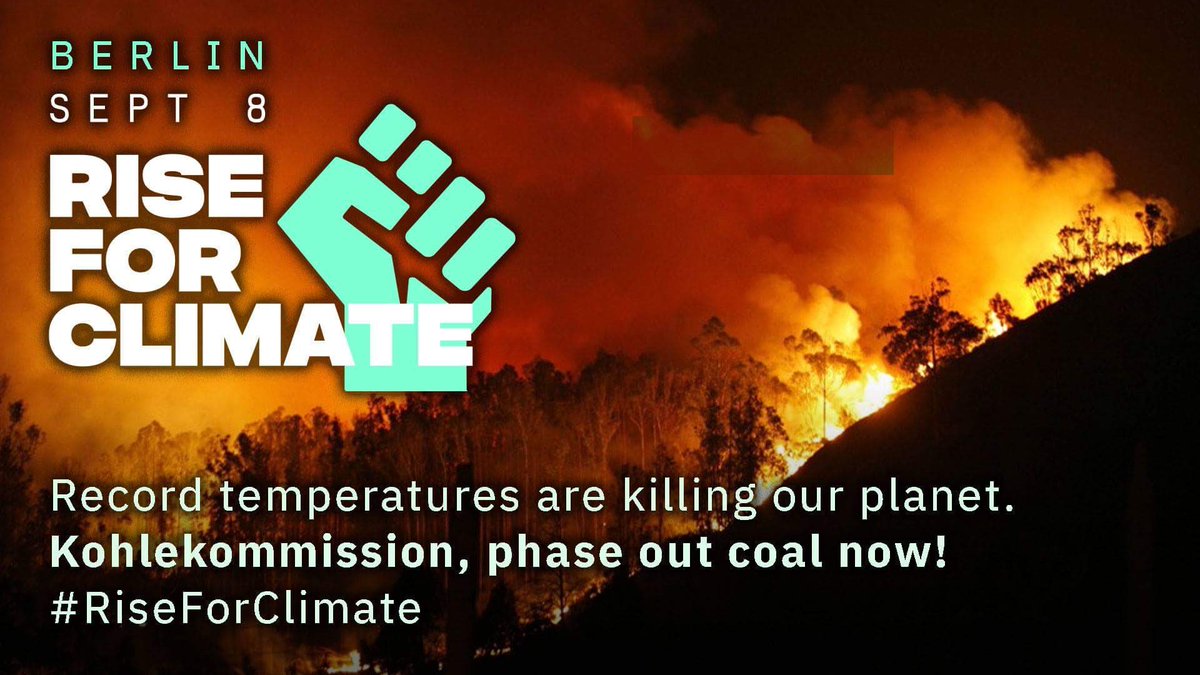 BERLIN
SEPT 8
RISE
FOR
CLIMATE
Record temperatures are killing our planet.
Kohlekommission, phase out coal now!
#RiseForClimate